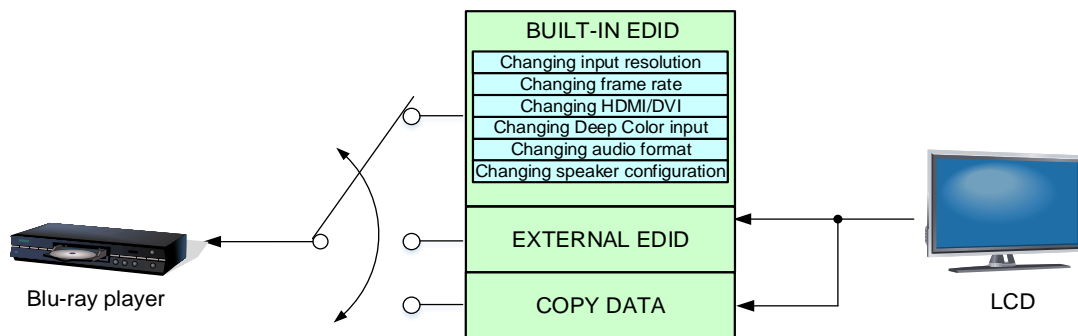 BUILT-IN EDID
Changing input resolution
Changing frame rate
Changing HDMI/DVI
Changing Deep Color input
Changing audio format
Changing speaker configuration
EXTERNAL EDID
COPY DATA
Blu-ray player
LCD